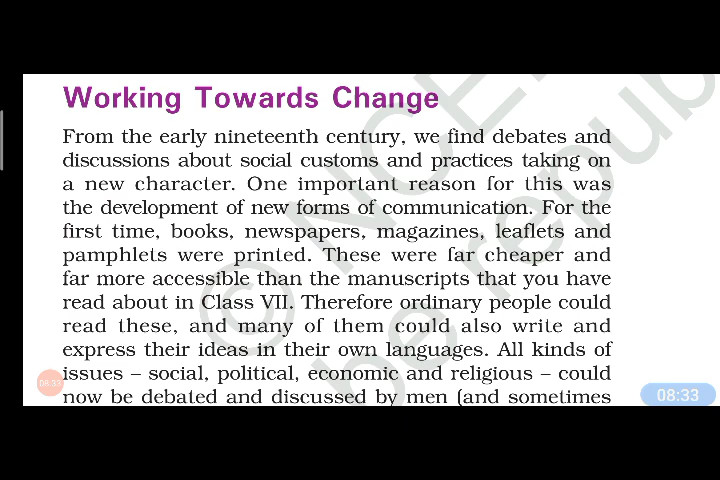 Working Towards Change
From the early nineteenth century, we find debates and
discussions about social customs and practices taking on
a new character. One important reason for this was
the development of new forms of communication. For the
first time, books, newspapers, magazines, leaflets and
pamphlets were printed. These were far cheaper and
far more accessible than the manuscripts that you have
read about in Class VII. Therefore ordinary people could
read these, and many of them could also write and
express their ideas in their own languages. All kinds of
issues – social, political, economic and religious – could
now be debated and discussed by men (and sometimes
08:33
08:33
© NCE
be repub